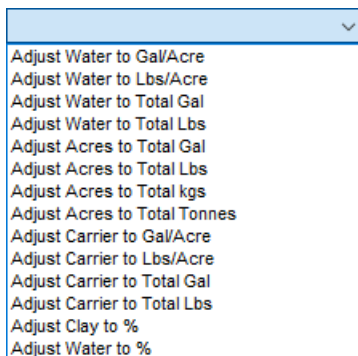 Adjust Water to Gal/Acre
Adjust Water to Lbs/Acre
Adjust Water to Total Gal
Adjust Water to Total Lbs
Adjust Acres to Total Gal
Adjust Acres to Total Lbs
Adjust Acres to Total kgs
Adjust Acres to Total Tonnes
Adjust Carrier to Gal/Acre
Adjust Carrier to Lbs/Acre
Adjust Carrier to Total Gal
Adjust Carrier to Total Lbs
Adjust Clay to %
Adjust Water to %